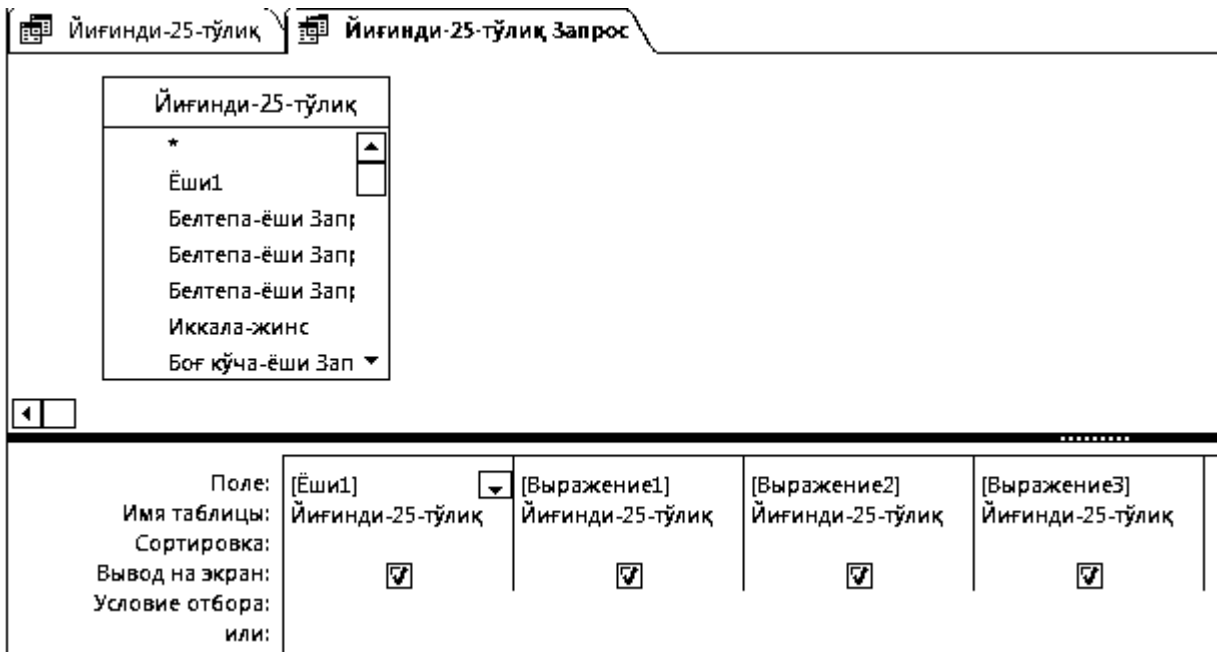 Йиғинди-25-тўлиқ Йиғинди-25-тўлиқ Запрос
Йиғинди-25-тўлиқ
*
Ёши1
Белтепа-ёши Запр
Белтепа-ёши Запр
Белтепа-ёши Запр
Иккала-жинс
Боғ кўча-ёши Зап
Поле: [Ёши1] [Выражение1] [Выражение2] [Выражение3]
Имя таблицы: Йиғинди-25-тўлиқ Йиғинди-25-тўлиқ Йиғинди-25-тўлиқ Йиғинди-25-тўлиқ
Сортировка:
Вывод на экран:
Условие отбора:
или: